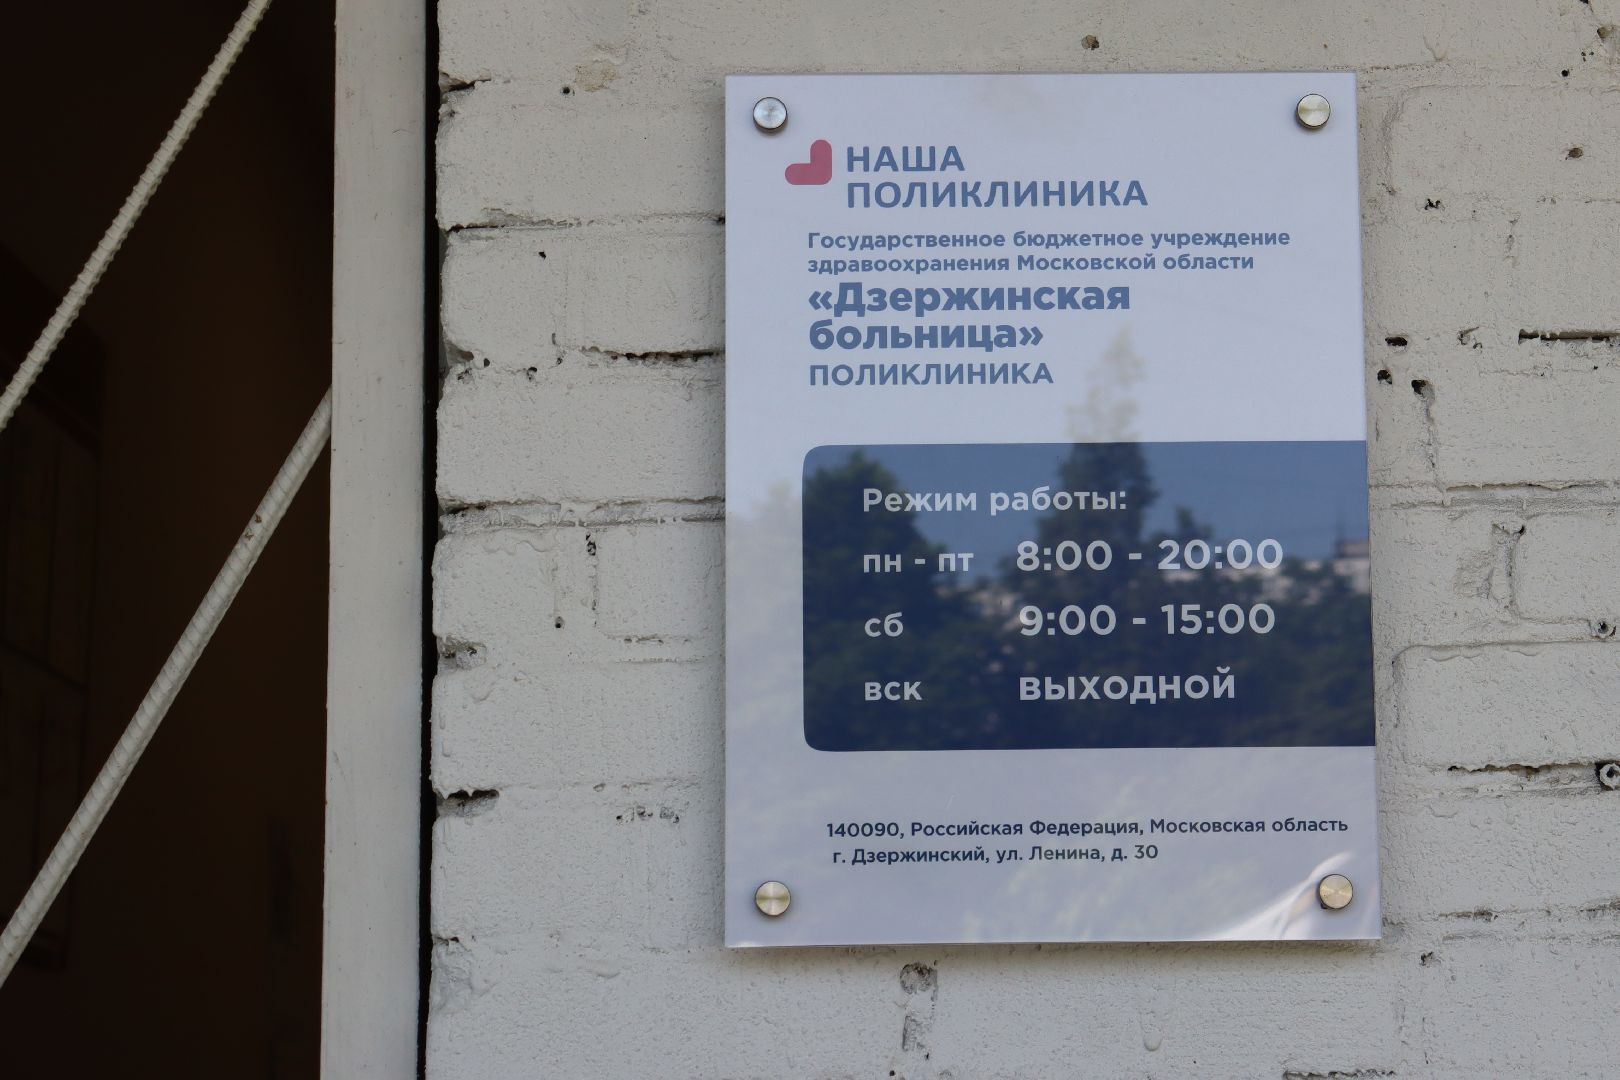 НАША
ПОЛИКЛИНИКА
Государственное бюджетное учреждение
здравоохранения Московской области
«Дзержинская
больница»
ПОЛИКЛИНИКА
Режим работы:
пн - пт 8:00 - 20:00
сб 9:00 - 15:00
вск выходной
140090, Российская Федерация, Московская область
г. Дзержинский, ул. Ленина, д. 30